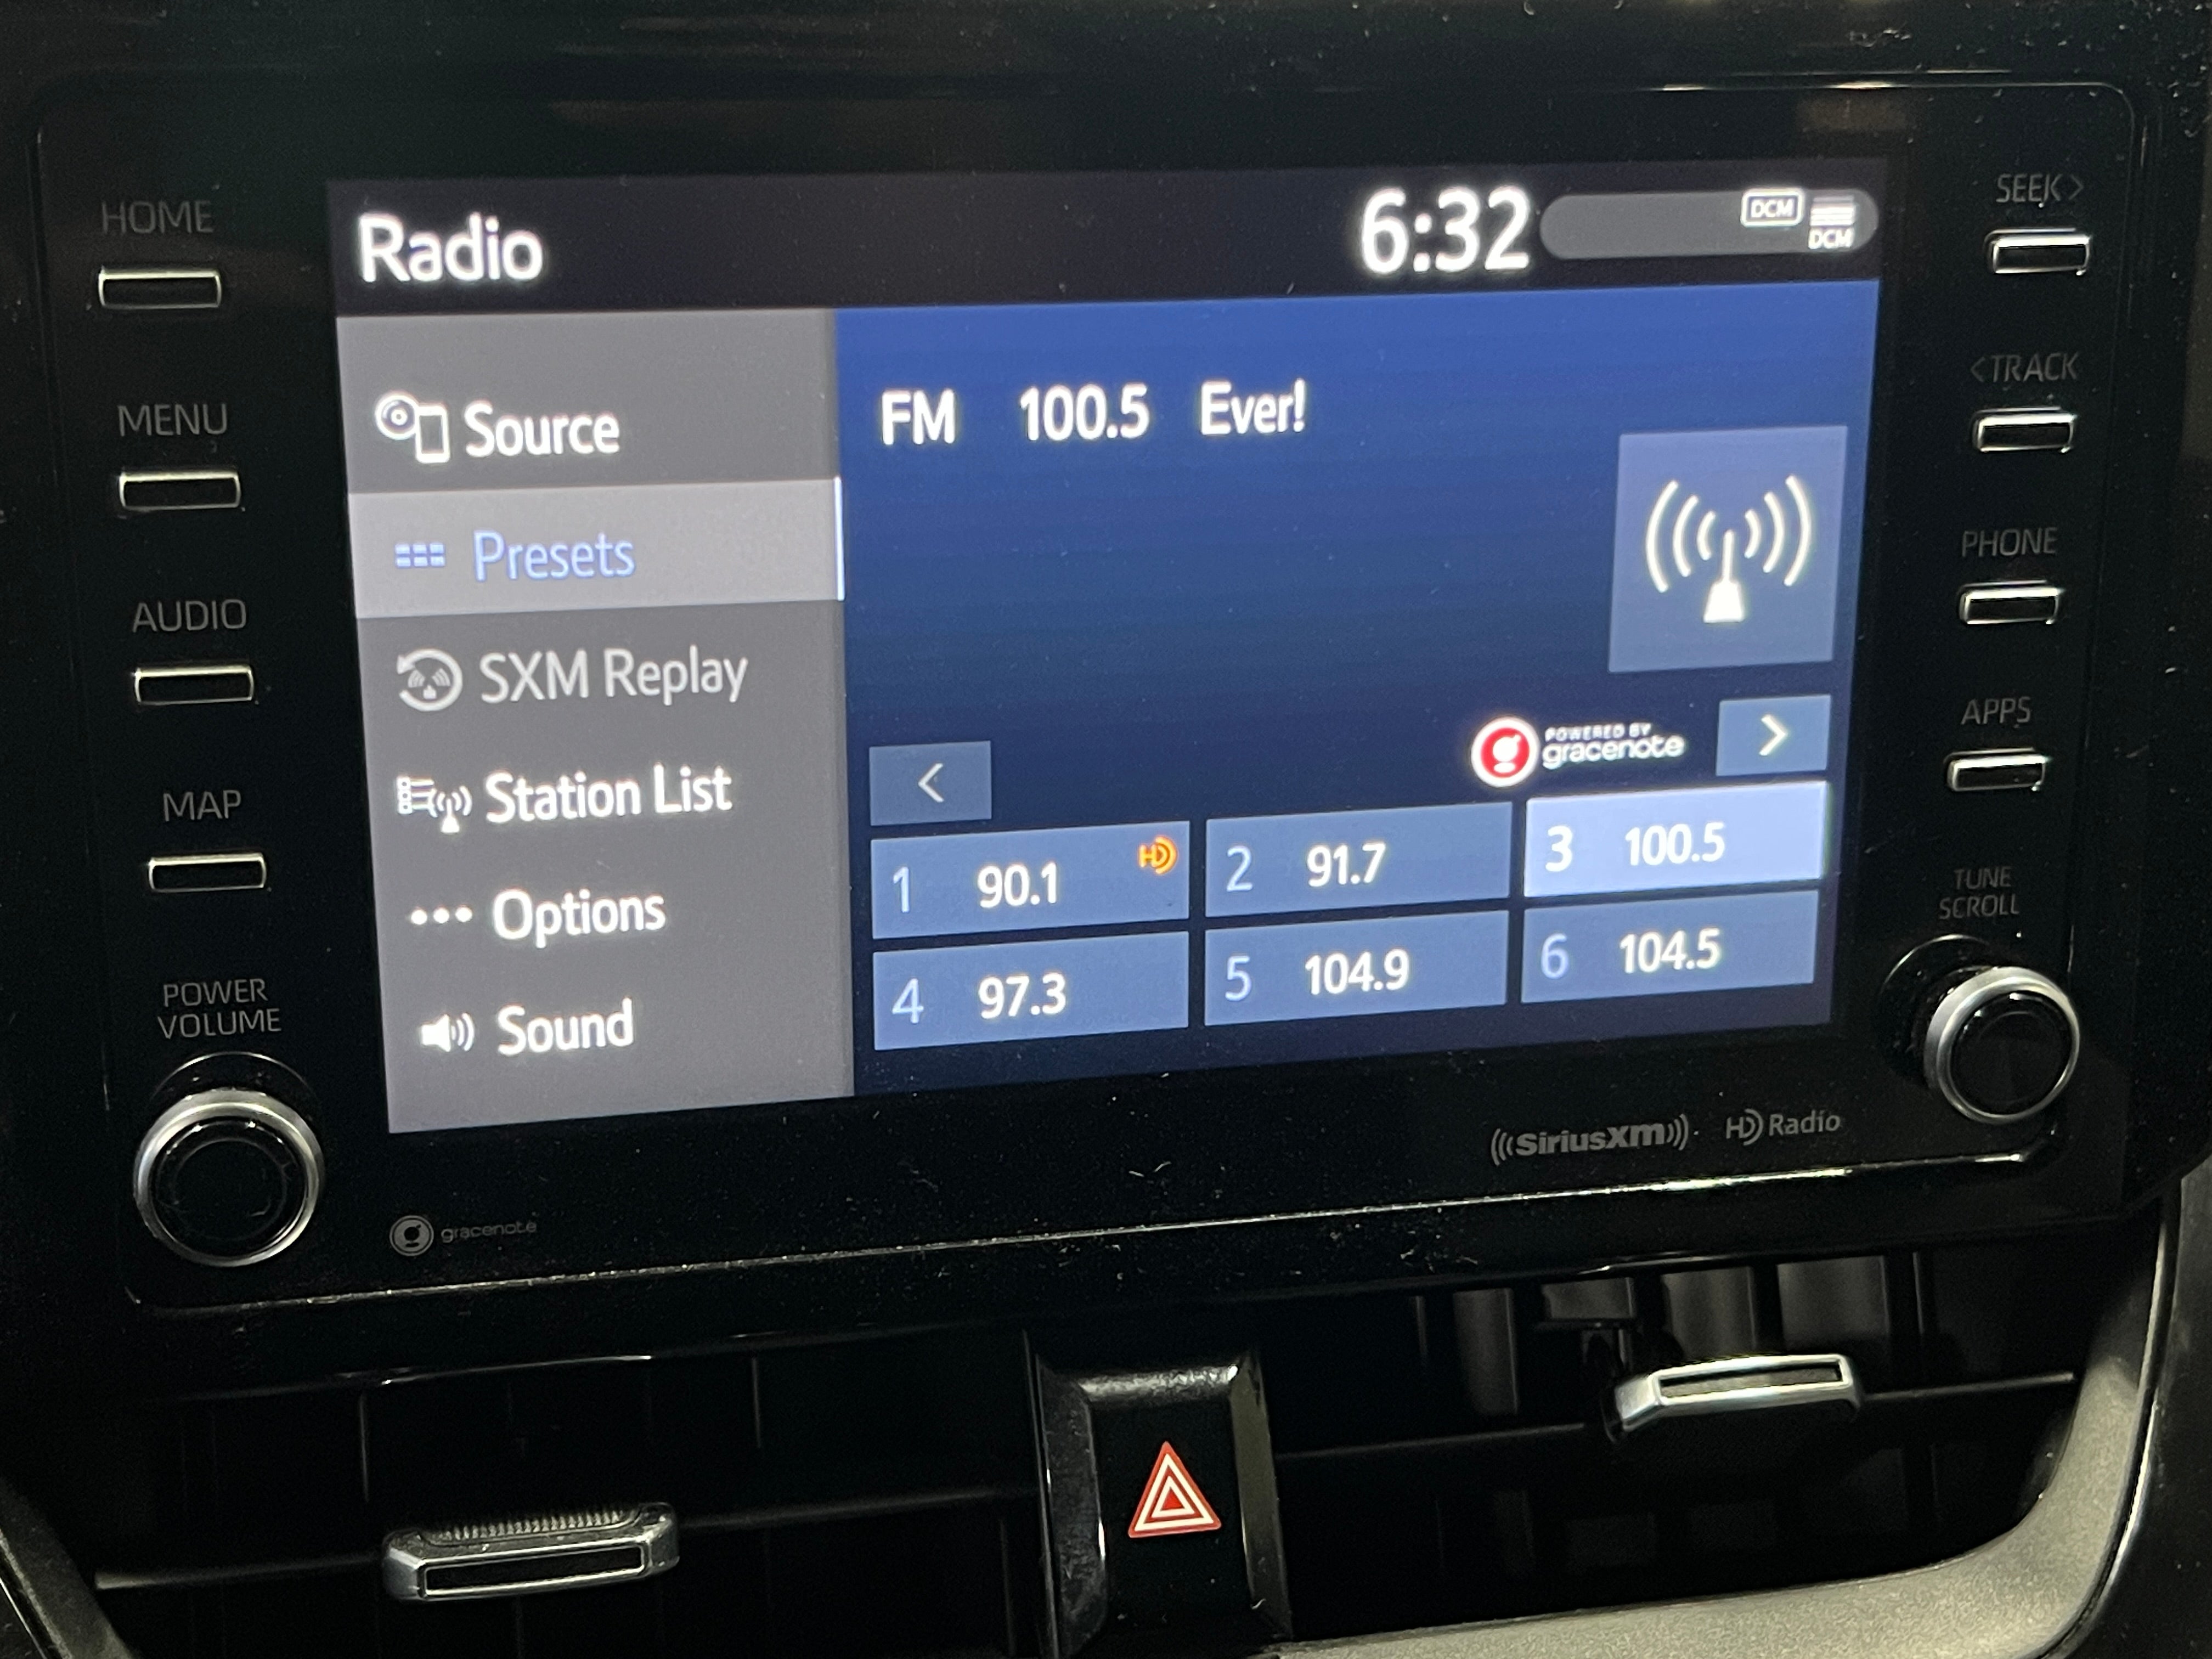 HOME
MENU
AUDIO
MAP
POWER
VOLUME
Radio
6:32
DCM
DCM
Source
Presets
SXM Replay
Station List
Options
Sound
FM 100.5 Ever!
POWERED BY
gracenote
<
>
1 90.1 HD
2 91.7
3 100.5
4 97.3
5 104.9
6 104.5
SEEK >
< TRACK
PHONE
APPS
TUNE
SCROLL
gracenote
((SiriusXM))
HD Radio